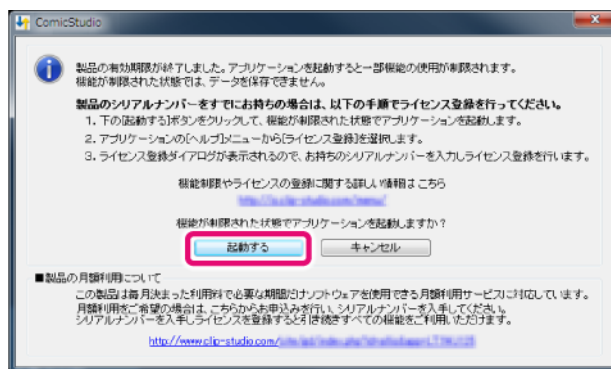 ComicStudio
製品の有効期限が終了しました。アプリケーションを起動すると一部機能の使用が制限されます。
機能が制限された状態では、データを保存できません。
製品のシリアルナンバーをすでにお持ちの場合は、以下の手順でライセンス登録を行ってください。
1. 下の[起動する]ボタンをクリックして、機能が制限された状態でアプリケーションを起動します。
2. アプリケーションの[ヘルプ]メニューから[ライセンス登録]を選択します。
3. ライセンス登録ダイアログが表示されるので、お持ちのシリアルナンバーを入力しライセンス登録を行います。
機能制限やライセンスの登録に関する詳しい情報はこちら
機能が制限された状態でアプリケーションを起動しますか？
起動する キャンセル
■製品の月額利用について
この製品は毎月決まった利用料で必要な期間だけソフトウェアを使用できる月額利用サービスに対応しています。
月額利用をご希望の場合は、こちらからお申込みを行い、シリアルナンバーを入手してください。
シリアルナンバーを入手しライセンスを登録すると引き続きすべての機能をご利用いただけます。
http://www.clip-studio.com/